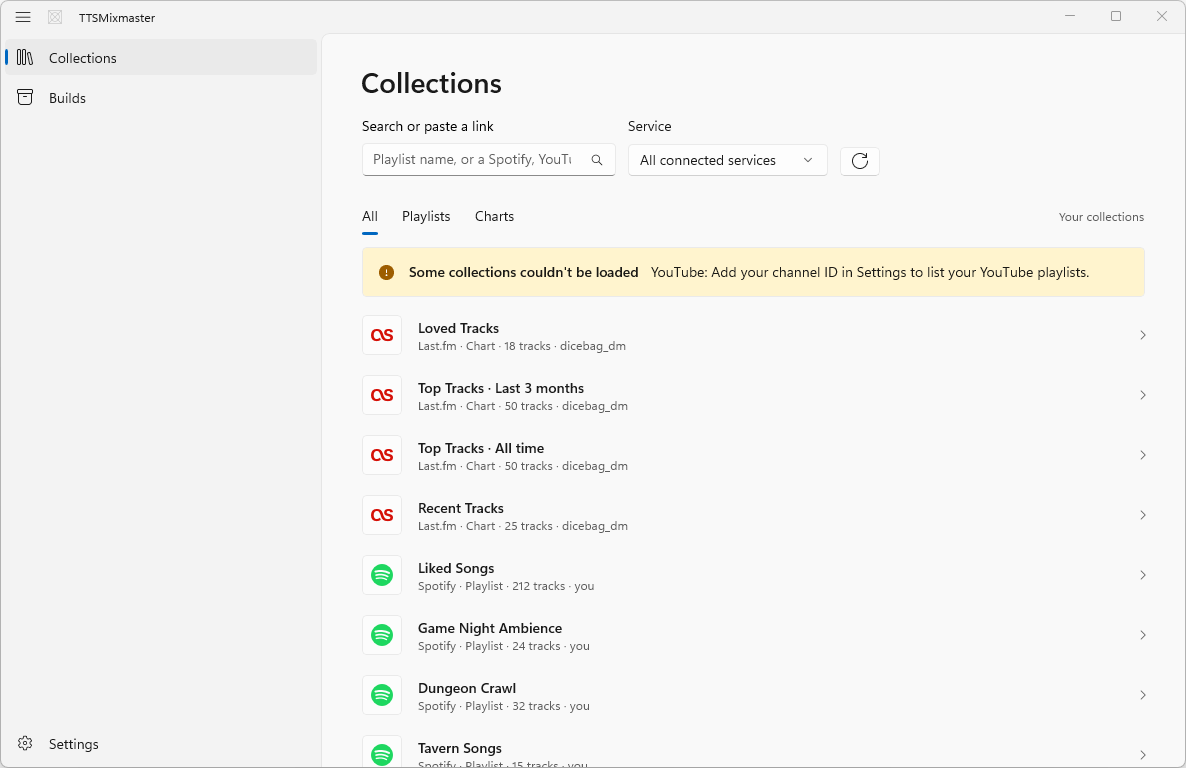 TTSMixmaster
Collections
Builds
Settings
Collections
Search or paste a link
Service
Playlist name, or a Spotify, YouTu
All connected services
All
Playlists
Charts
Your collections
Some collections couldn't be loaded YouTube: Add your channel ID in Settings to list your YouTube playlists.
Loved Tracks
Last.fm · Chart · 18 tracks · dicebag_dm
Top Tracks · Last 3 months
Last.fm · Chart · 50 tracks · dicebag_dm
Top Tracks · All time
Last.fm · Chart · 50 tracks · dicebag_dm
Recent Tracks
Last.fm · Chart · 25 tracks · dicebag_dm
Liked Songs
Spotify · Playlist · 212 tracks · you
Game Night Ambience
Spotify · Playlist · 24 tracks · you
Dungeon Crawl
Spotify · Playlist · 32 tracks · you
Tavern Songs
Spotify · Playlist · 15 tracks · you